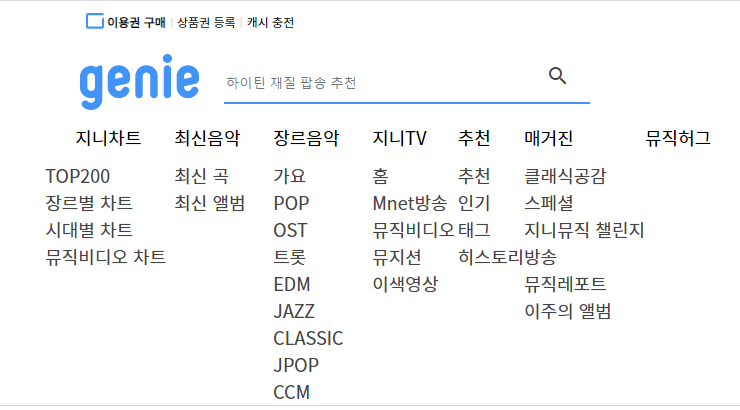 이용권 구매 | 상품권 등록 | 캐시 충전
genie
하이틴 재질 팝송 추천
지니차트 최신음악 장르음악 지니TV 추천 매거진 뮤직허그
TOP200 최신 곡 가요 홈 추천 클래식공감
장르별 차트 최신 앨범 POP Mnet방송 인기 스페셜
시대별 차트 OST 뮤직비디오 태그 지니뮤직 챌린지
뮤직비디오 차트 트롯 뮤지션 히스토리 방송
EDM 이색영상 뮤직레포트
JAZZ 이주의 앨범
CLASSIC
JPOP
CCM